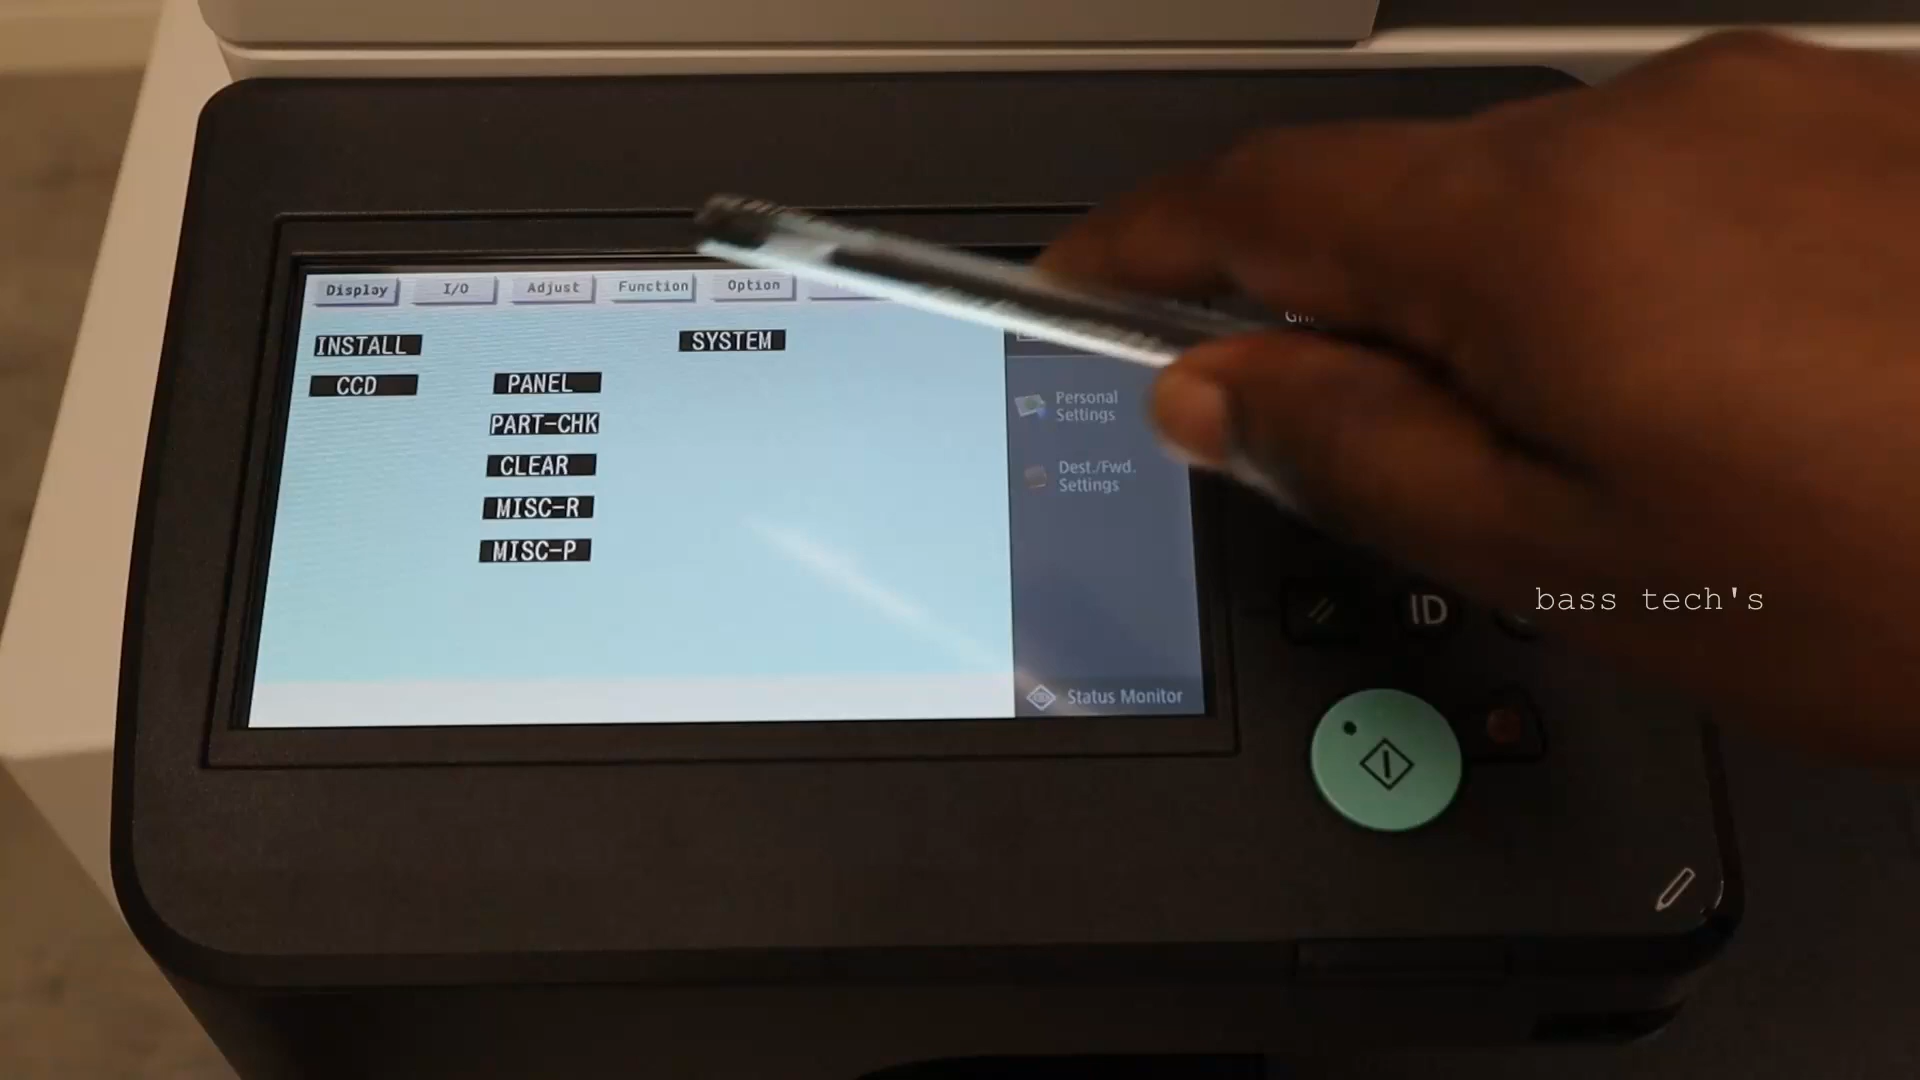 Display I/O Adjust Function Option
INSTALL SYSTEM
CCD PANEL
PART-CHK
CLEAR
MISC-R
MISC-P
Personal
Settings
Dest./Fwd.
Settings
Status Monitor
ID
bass tech's